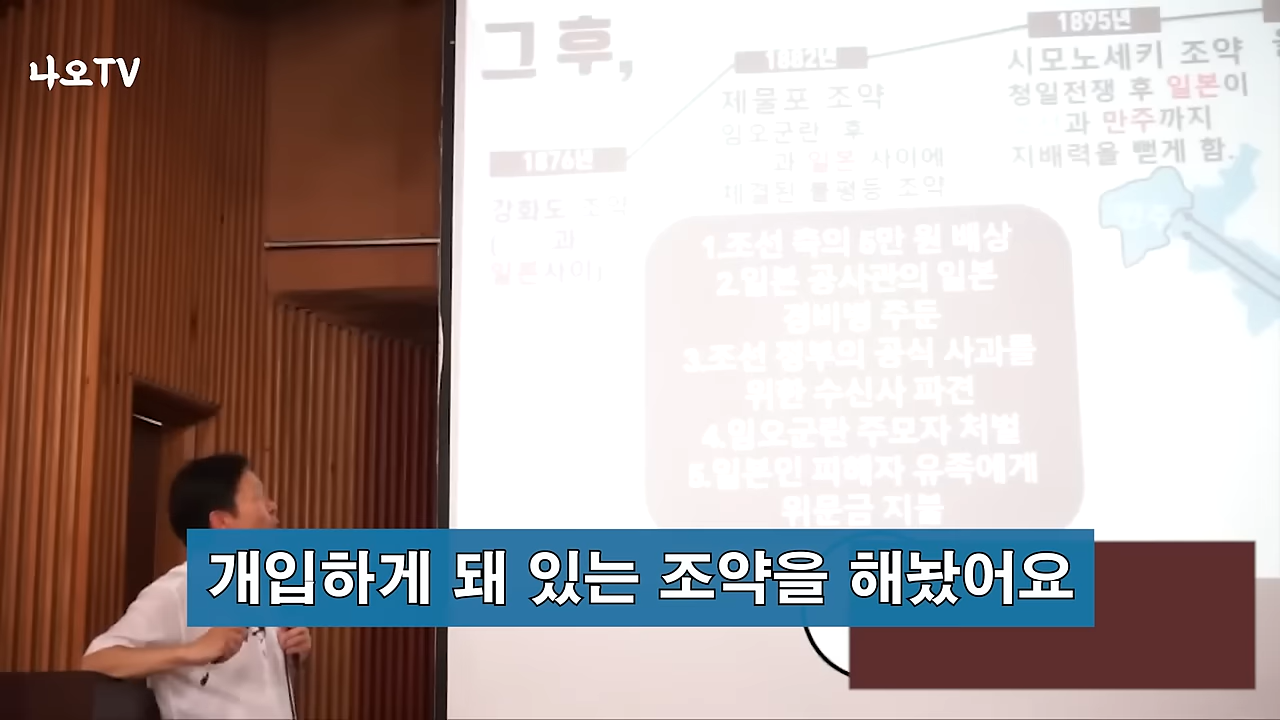 나오TV
그 후,
1876년
강화도 조약
( 과
일본사이)
1882년
제물포 조약
임오군란 후
과 일본 사이에
체결된 불평등 조약
1895년
시모노세키 조약
청일전쟁 후 일본이
과 만주까지
지배력을 뻗게 함.
1.조선 측의 5만 원 배상
2.일본 공사관의 일본
경비병 주둔
3.조선 정부의 공식 사과를
위한 수신사 파견
4.임오군란 주모자 처벌
5.일본인 피해자 유족에게
위문금 지불
개입하게 돼 있는 조약을 해놨어요